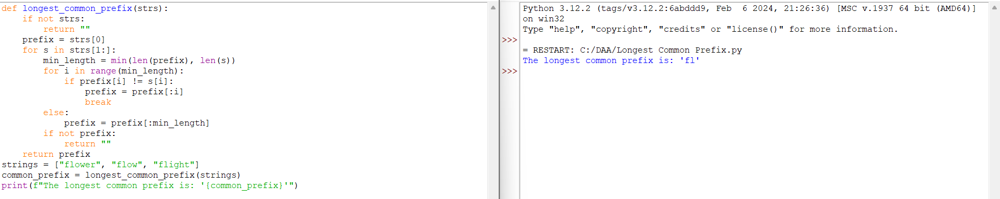 def longest_common_prefix(strs):
    if not strs:
        return ""
    prefix = strs[0]
    for s in strs[1:]:
        min_length = min(len(prefix), len(s))
        for i in range(min_length):
            if prefix[i] != s[i]:
                prefix = prefix[:i]
                break
        else:
            prefix = prefix[:min_length]
        if not prefix:
            return ""
    return prefix
strings = ["flower", "flow", "flight"]
common_prefix = longest_common_prefix(strings)
print(f"The longest common prefix is: '{common_prefix}'")
Python 3.12.2 (tags/v3.12.2:6abddd9, Feb  6 2024, 21:26:36) [MSC v.1937 64 bit (AMD64)]
on win32
Type "help", "copyright", "credits" or "license()" for more information.
>>>
= RESTART: C:/DAA/Longest Common Prefix.py
The longest common prefix is: 'fl'
>>>